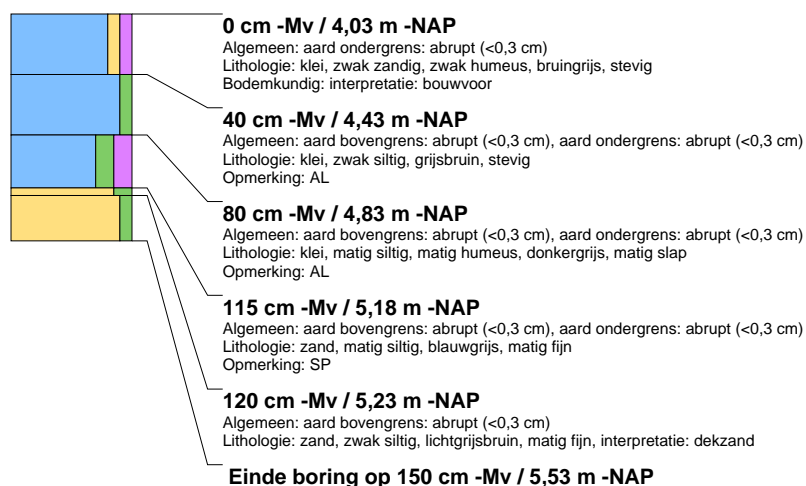 0 cm -Mv / 4,03 m -NAP
Algemeen: aard ondergrens: abrupt (<0,3 cm)
Lithologie: klei, zwak zandig, zwak humeus, bruingrijs, stevig
Bodemkundig: interpretatie: bouwvoor
40 cm -Mv / 4,43 m -NAP
Algemeen: aard bovengrens: abrupt (<0,3 cm), aard ondergrens: abrupt (<0,3 cm)
Lithologie: klei, zwak siltig, grijsbruin, stevig
Opmerking: AL
80 cm -Mv / 4,83 m -NAP
Algemeen: aard bovengrens: abrupt (<0,3 cm), aard ondergrens: abrupt (<0,3 cm)
Lithologie: klei, matig siltig, matig humeus, donkergrijs, matig slap
Opmerking: AL
115 cm -Mv / 5,18 m -NAP
Algemeen: aard bovengrens: abrupt (<0,3 cm), aard ondergrens: abrupt (<0,3 cm)
Lithologie: zand, matig siltig, blauwgrijs, matig fijn
Opmerking: SP
120 cm -Mv / 5,23 m -NAP
Algemeen: aard bovengrens: abrupt (<0,3 cm)
Lithologie: zand, zwak siltig, lichtgrijsbruin, matig fijn, interpretatie: dekzand
Einde boring op 150 cm -Mv / 5,53 m -NAP